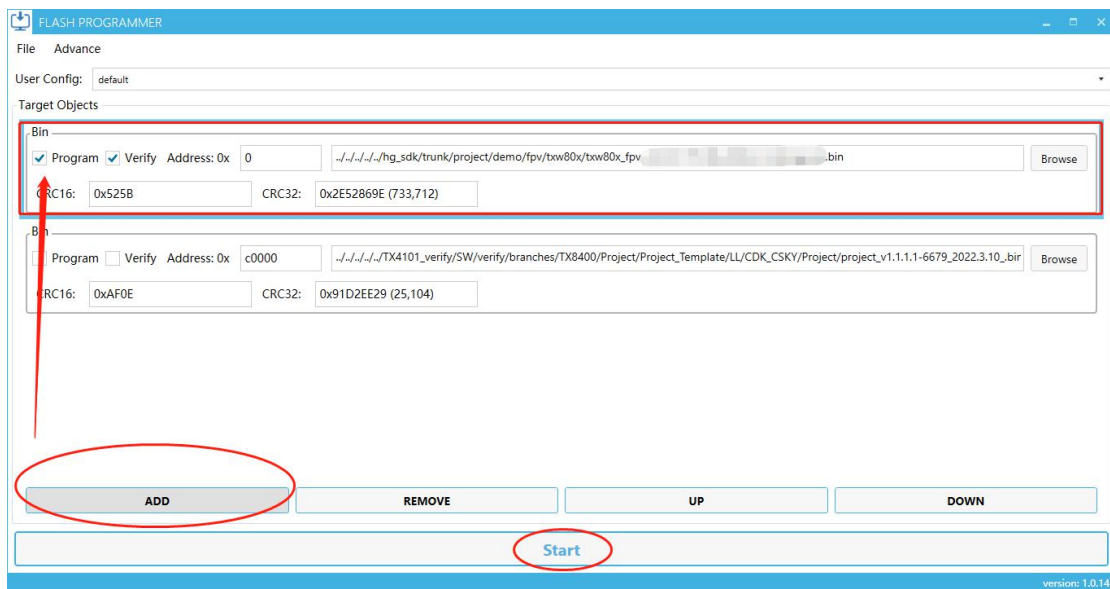 FLASH PROGRAMMER
File Advance
User Config: default
Target Objects
Bin
Program Verify Address: 0x 0 ../../../../../hg_sdk/trunk/project/demo/fpv/txw80x/txw80x_fpv .bin Browse
CRC16: 0x525B CRC32: 0x2E52869E (733,712)
Bin
Program Verify Address: 0x c0000 ../../../../../TX4101_verify/SW/verify/branches/TX8400/Project/Project_Template/LL/CDK_CSKY/Project/project_v1.1.1.1-6679_2022.3.10_.bin Browse
CRC16: 0xAF0E CRC32: 0x91D2EE29 (25,104)
ADD REMOVE UP DOWN
Start
version: 1.0.14